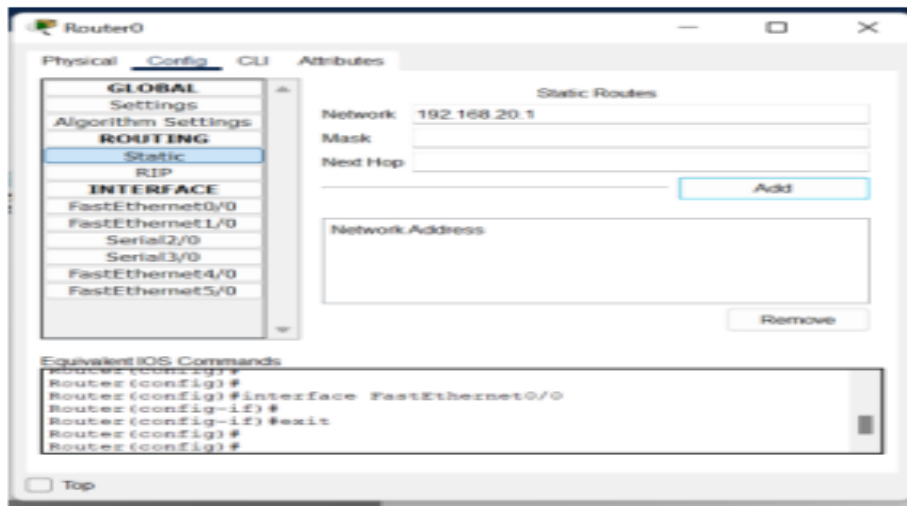 Router0
Physical Config CLI Attributes
GLOBAL
Settings
Algorithm Settings
ROUTING
Static
RIP
INTERFACE
FastEthernet0/0
FastEthernet1/0
Serial2/0
Serial3/0
FastEthernet4/0
FastEthernet5/0
Static Routes
Network 192.168.20.1
Mask
Next Hop
Add
Network Address
Remove
Equivalent IOS Commands
Router(config)#
Router(config)#
Router(config)#interface FastEthernet0/0
Router(config-if)#
Router(config-if)#exit
Router(config)#
Router(config)#
Top